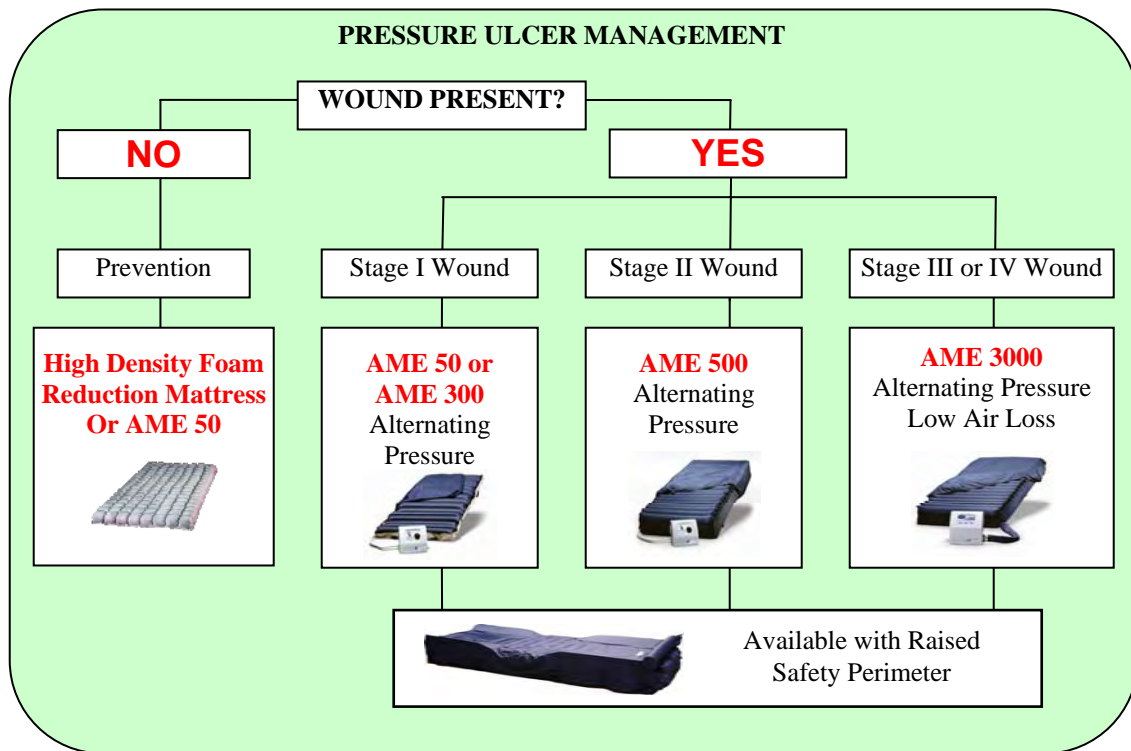 PRESSURE ULCER MANAGEMENT
WOUND PRESENT?
NO
YES
Prevention
Stage I Wound
Stage II Wound
Stage III or IV Wound
High Density Foam
Reduction Mattress
Or AME 50
AME 50 or
AME 300
Alternating
Pressure
AME 500
Alternating
Pressure
AME 3000
Alternating Pressure
Low Air Loss
Available with Raised
Safety Perimeter